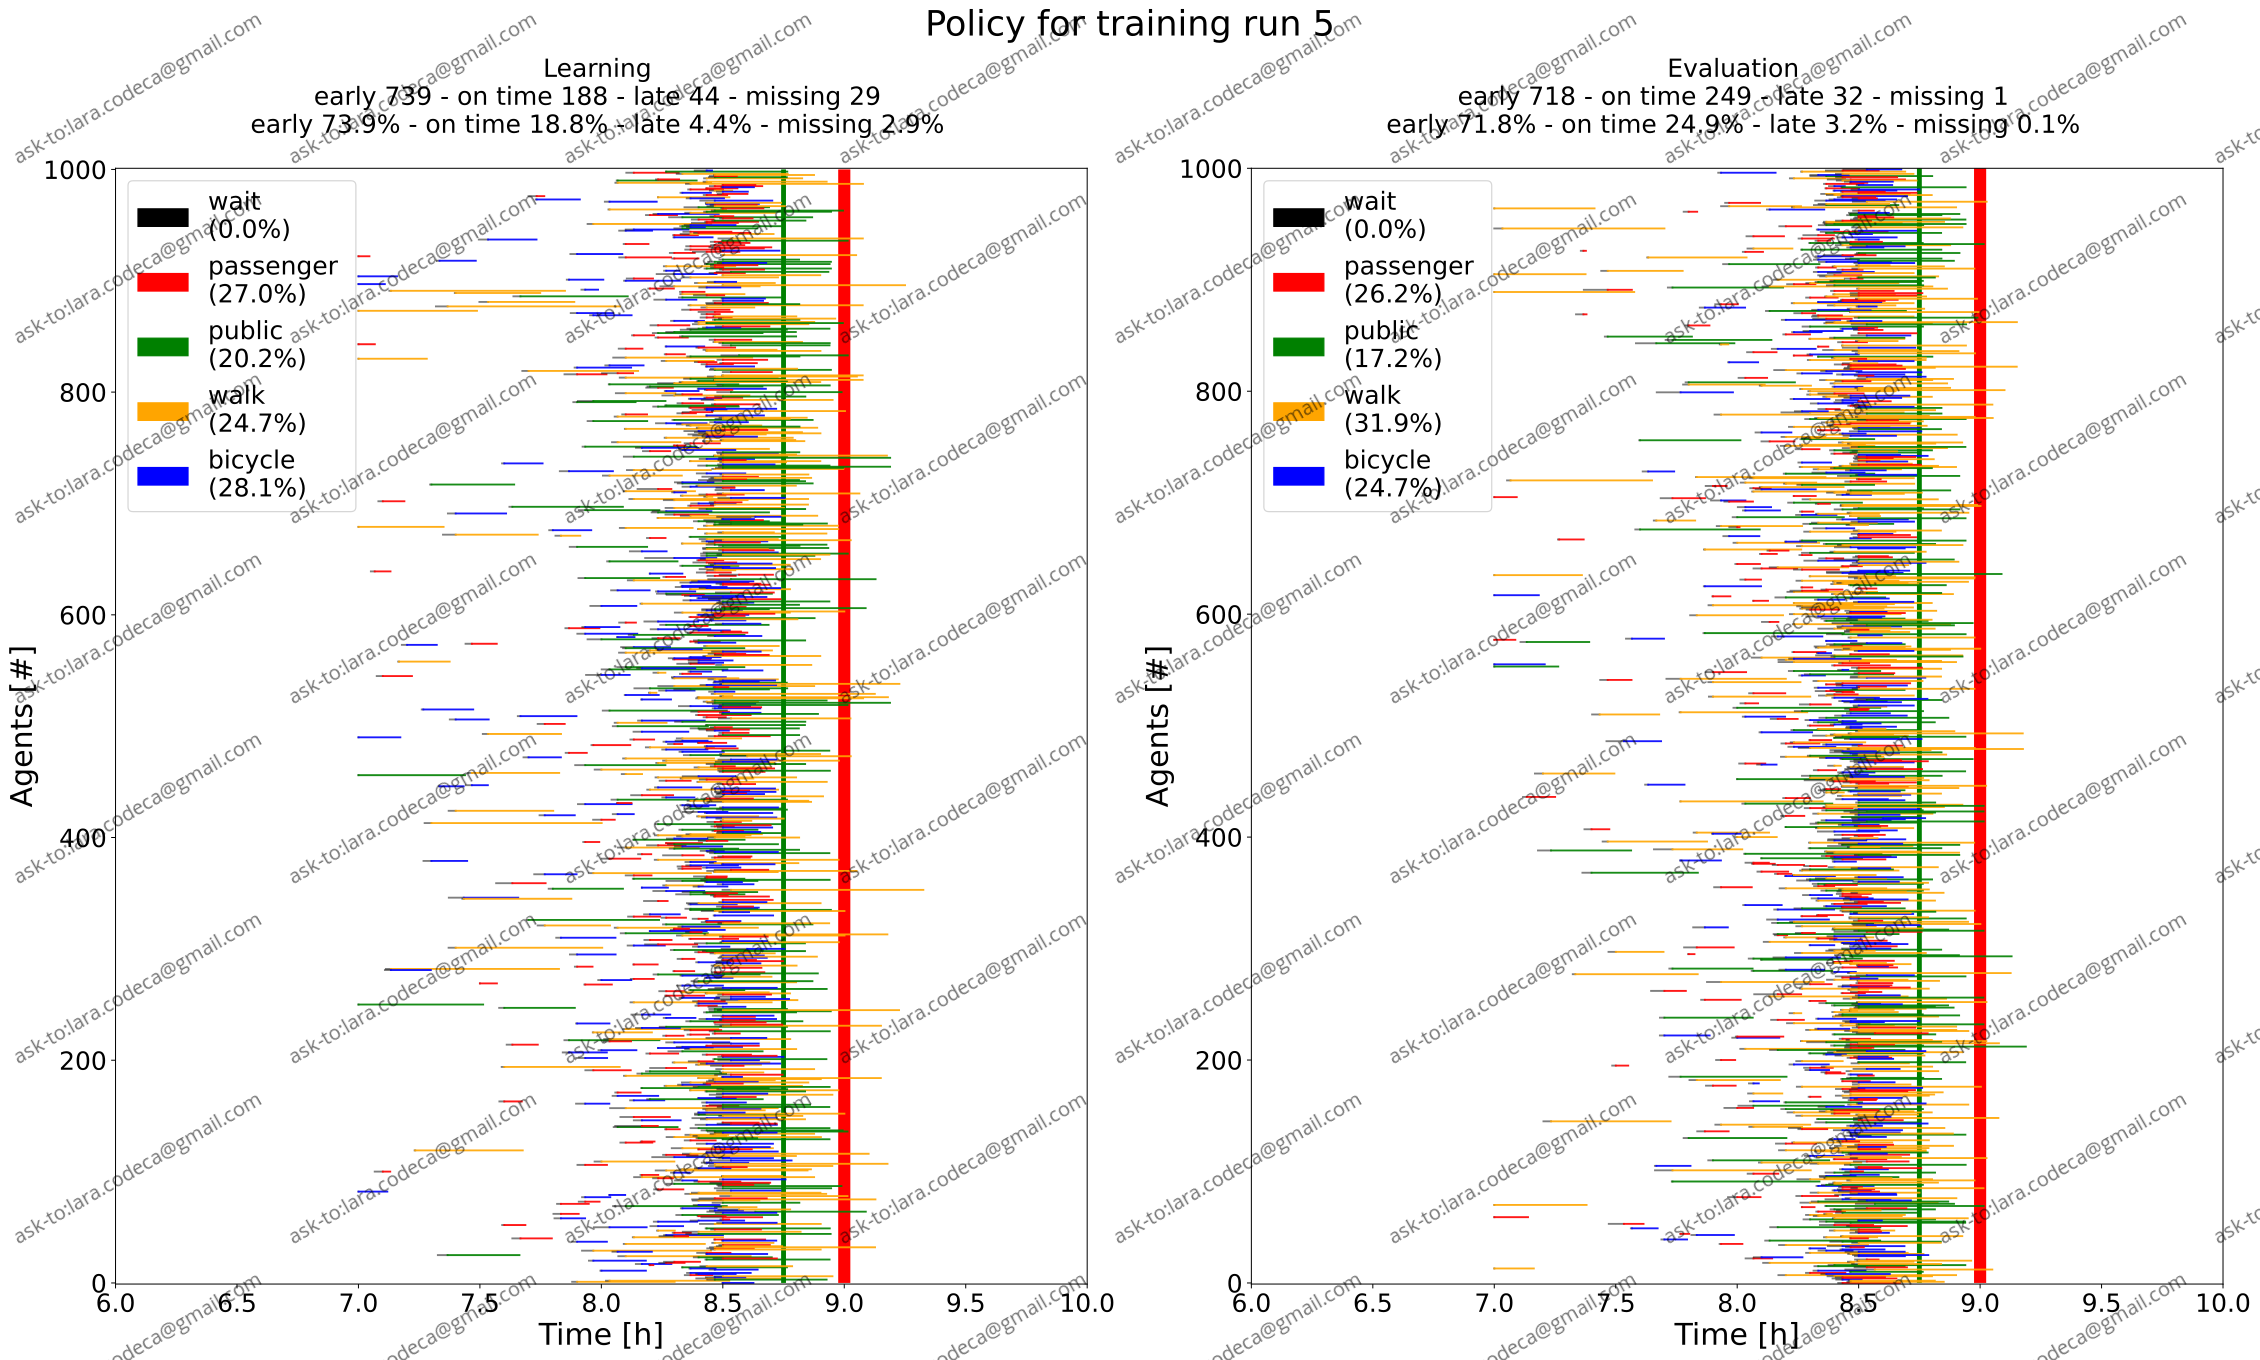 Policy for training run 5
Learning
early 739 - on time 188 - late 44 - missing 29
early 73.9% - on time 18.8% - late 4.4% - missing 2.9%
Evaluation
early 718 - on time 249 - late 32 - missing 1
early 71.8% - on time 24.9% - late 3.2% - missing 0.1%
wait
(0.0%)
passenger
(27.0%)
public
(20.2%)
walk
(24.7%)
bicycle
(28.1%)
1000
800
600
400
200
0
Agents [#]
6.0 6.5 7.0 7.5 8.0 8.5 9.0 9.5 10.0
Time [h]
wait
(0.0%)
passenger
(26.2%)
public
(17.2%)
walk
(31.9%)
bicycle
(24.7%)
1000
800
600
400
200
0
Agents [#]
6.0 6.5 7.0 7.5 8.0 8.5 9.0 9.5 10.0
Time [h]
ask-to:lara.codeca@gmail.com